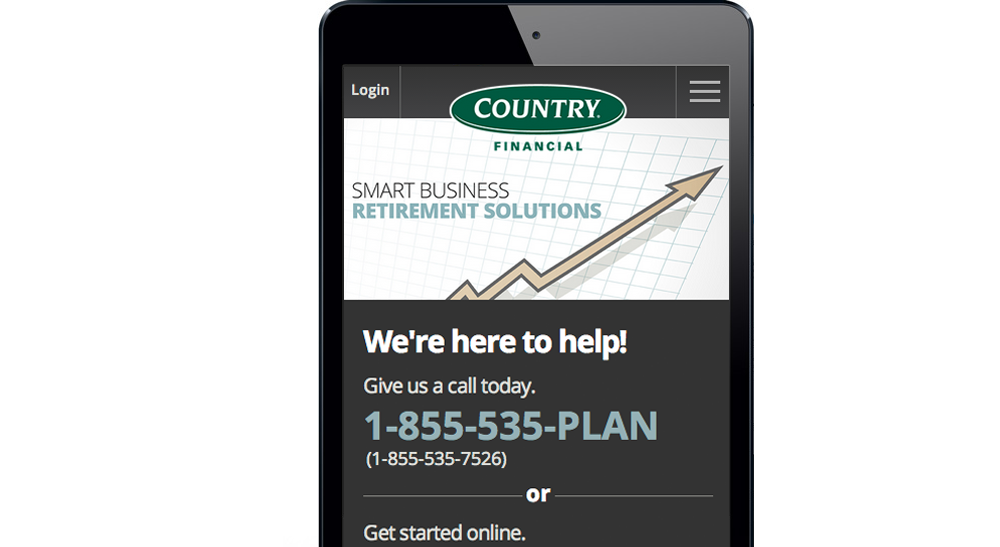 Login
COUNTRY®
FINANCIAL
SMART BUSINESS
RETIREMENT SOLUTIONS
We're here to help!
Give us a call today.
1-855-535-PLAN
(1-855-535-7526)
or
Get started online.